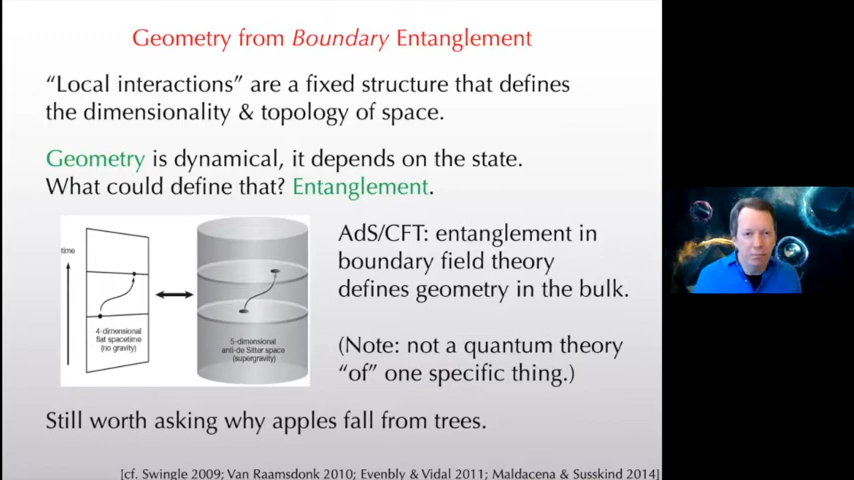 Geometry from Boundary Entanglement
“Local interactions” are a fixed structure that defines
the dimensionality & topology of space.
Geometry is dynamical, it depends on the state.
What could define that? Entanglement.
time
4-dimensional
flat spacetime
(no gravity)
5-dimensional
anti-de Sitter space
(supergravity)
AdS/CFT: entanglement in
boundary field theory
defines geometry in the bulk.
(Note: not a quantum theory
“of” one specific thing.)
Still worth asking why apples fall from trees.
[cf. Swingle 2009; Van Raamsdonk 2010; Evenbly & Vidal 2011; Maldacena & Susskind 2014]